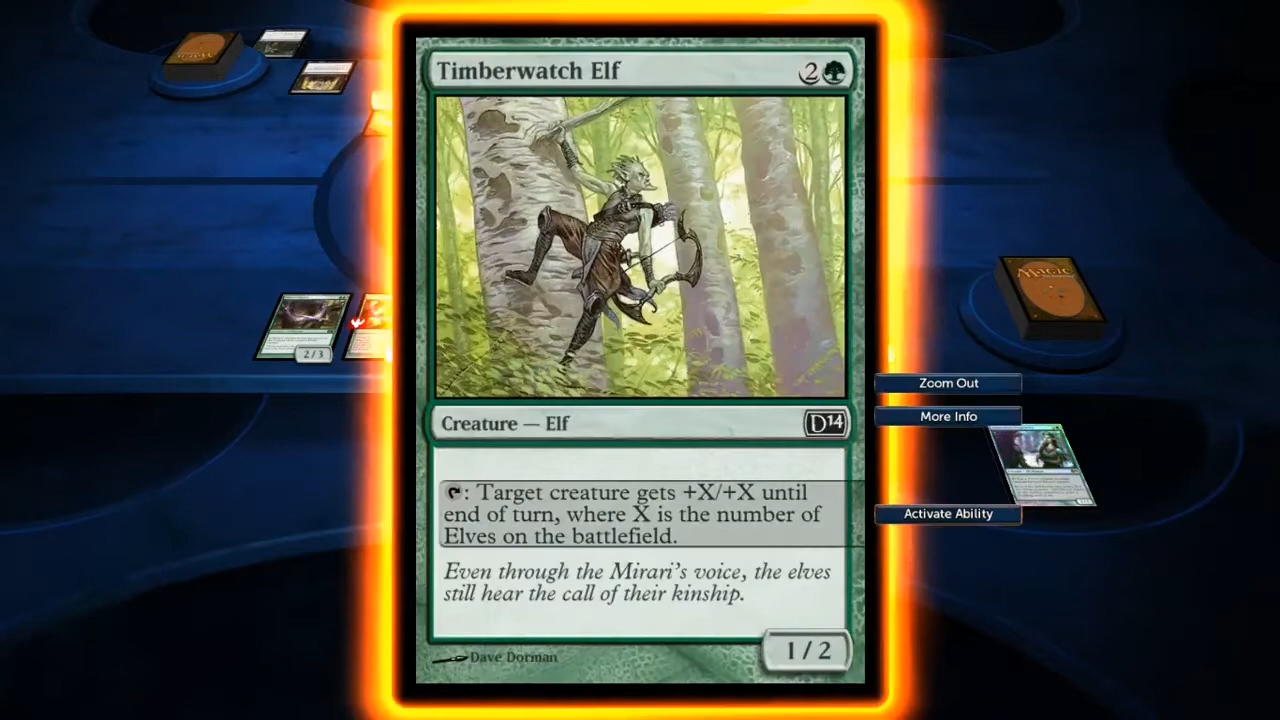 Timberwatch Elf
2
Creature — Elf
D14
: Target creature gets +X/+X until
end of turn, where X is the number of
Elves on the battlefield.
Even through the Mirari's voice, the elves
still hear the call of their kinship.
1 / 2
Dave Dorman
2/3
MAGIC
Zoom Out
More Info
Activate Ability